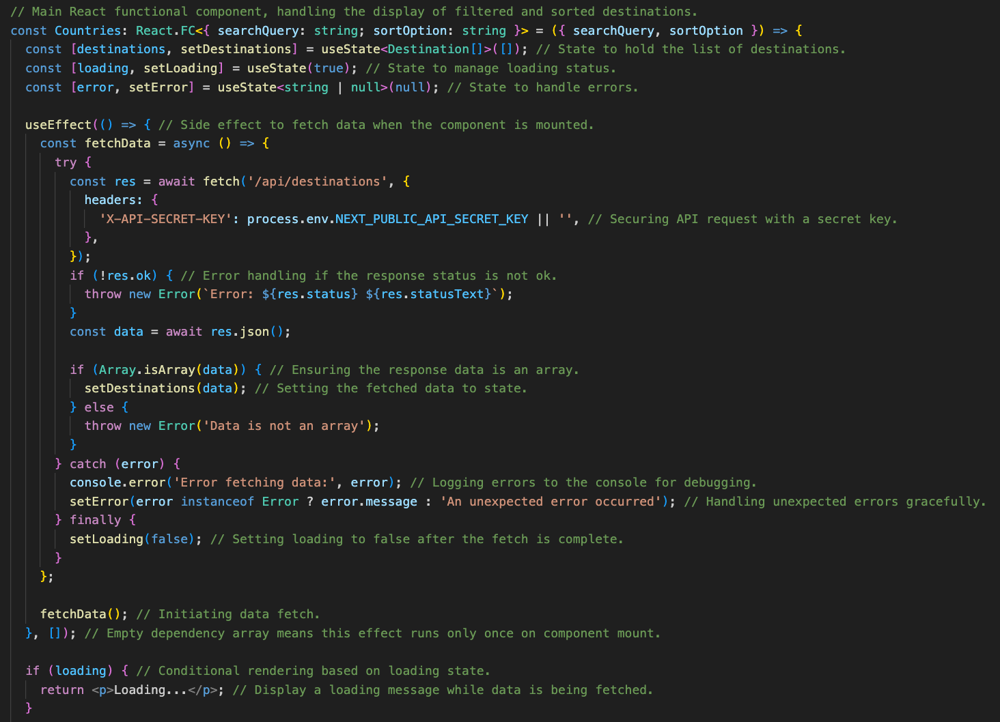 // Main React functional component, handling the display of filtered and sorted destinations.
const Countries: React.FC<{ searchQuery: string; sortOption: string }> = ({ searchQuery, sortOption }) => {
  const [destinations, setDestinations] = useState<Destination[]>([]); // State to hold the list of destinations.
  const [loading, setLoading] = useState(true); // State to manage loading status.
  const [error, setError] = useState<string | null>(null); // State to handle errors.

  useEffect(() => { // Side effect to fetch data when the component is mounted.
    const fetchData = async () => {
      try {
        const res = await fetch('/api/destinations', {
          headers: {
            'X-API-SECRET-KEY': process.env.NEXT_PUBLIC_API_SECRET_KEY || '', // Securing API request with a secret key.
          },
        });
        if (!res.ok) { // Error handling if the response status is not ok.
          throw new Error(`Error: ${res.status} ${res.statusText}`);
        }
        const data = await res.json();

        if (Array.isArray(data)) { // Ensuring the response data is an array.
          setDestinations(data); // Setting the fetched data to state.
        } else {
          throw new Error('Data is not an array');
        }
      } catch (error) {
        console.error('Error fetching data:', error); // Logging errors to the console for debugging.
        setError(error instanceof Error ? error.message : 'An unexpected error occurred'); // Handling unexpected errors gracefully.
      } finally {
        setLoading(false); // Setting loading to false after the fetch is complete.
      }
    };

    fetchData(); // Initiating data fetch.
  }, []); // Empty dependency array means this effect runs only once on component mount.

  if (loading) { // Conditional rendering based on loading state.
    return <p>Loading...</p>; // Display a loading message while data is being fetched.
  }